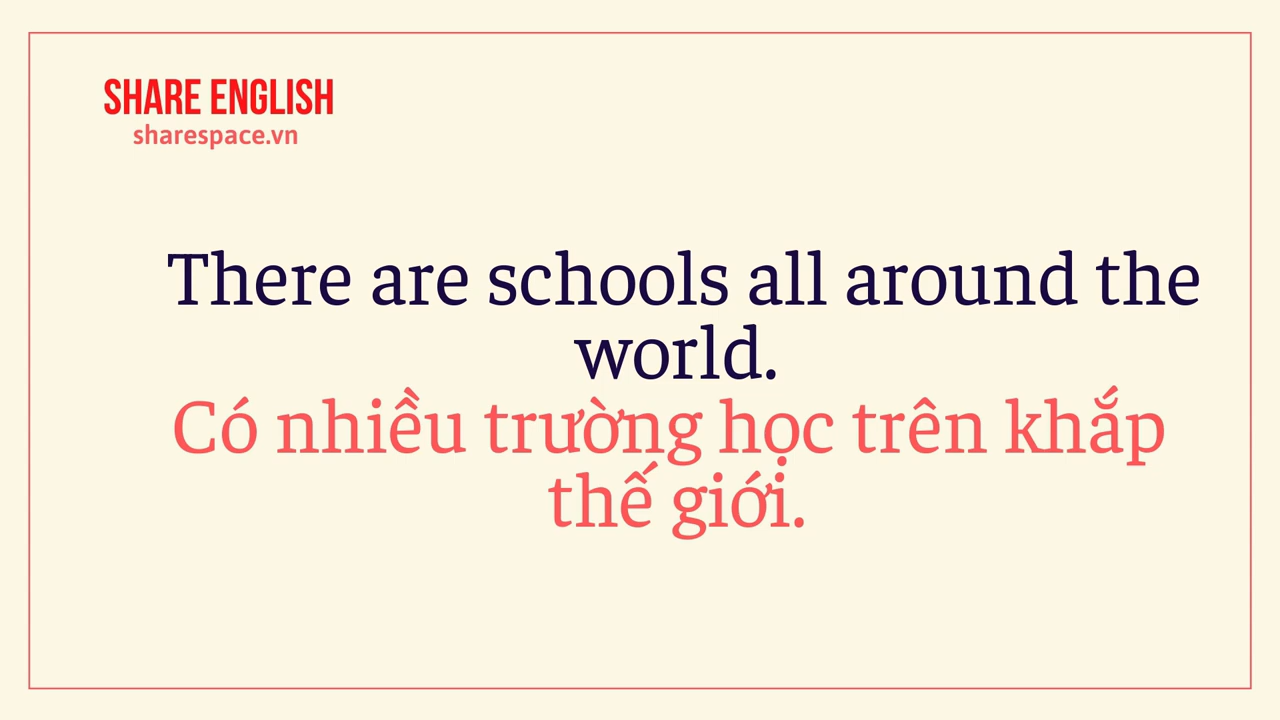 SHARE ENGLISH
sharespace.vn
There are schools all around the
world.
Có nhiều trường học trên khắp
thế giới.